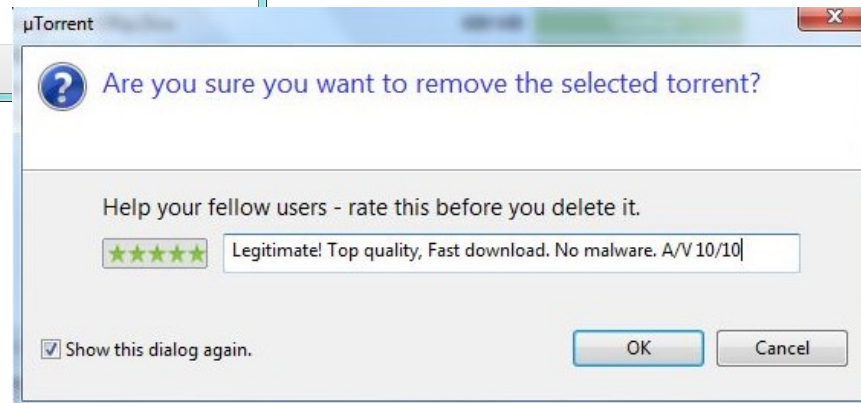 µTorrent
Are you sure you want to remove the selected torrent?
Help your fellow users - rate this before you delete it.
Legitimate! Top quality, Fast download. No malware. A/V 10/10
Show this dialog again.
OK
Cancel